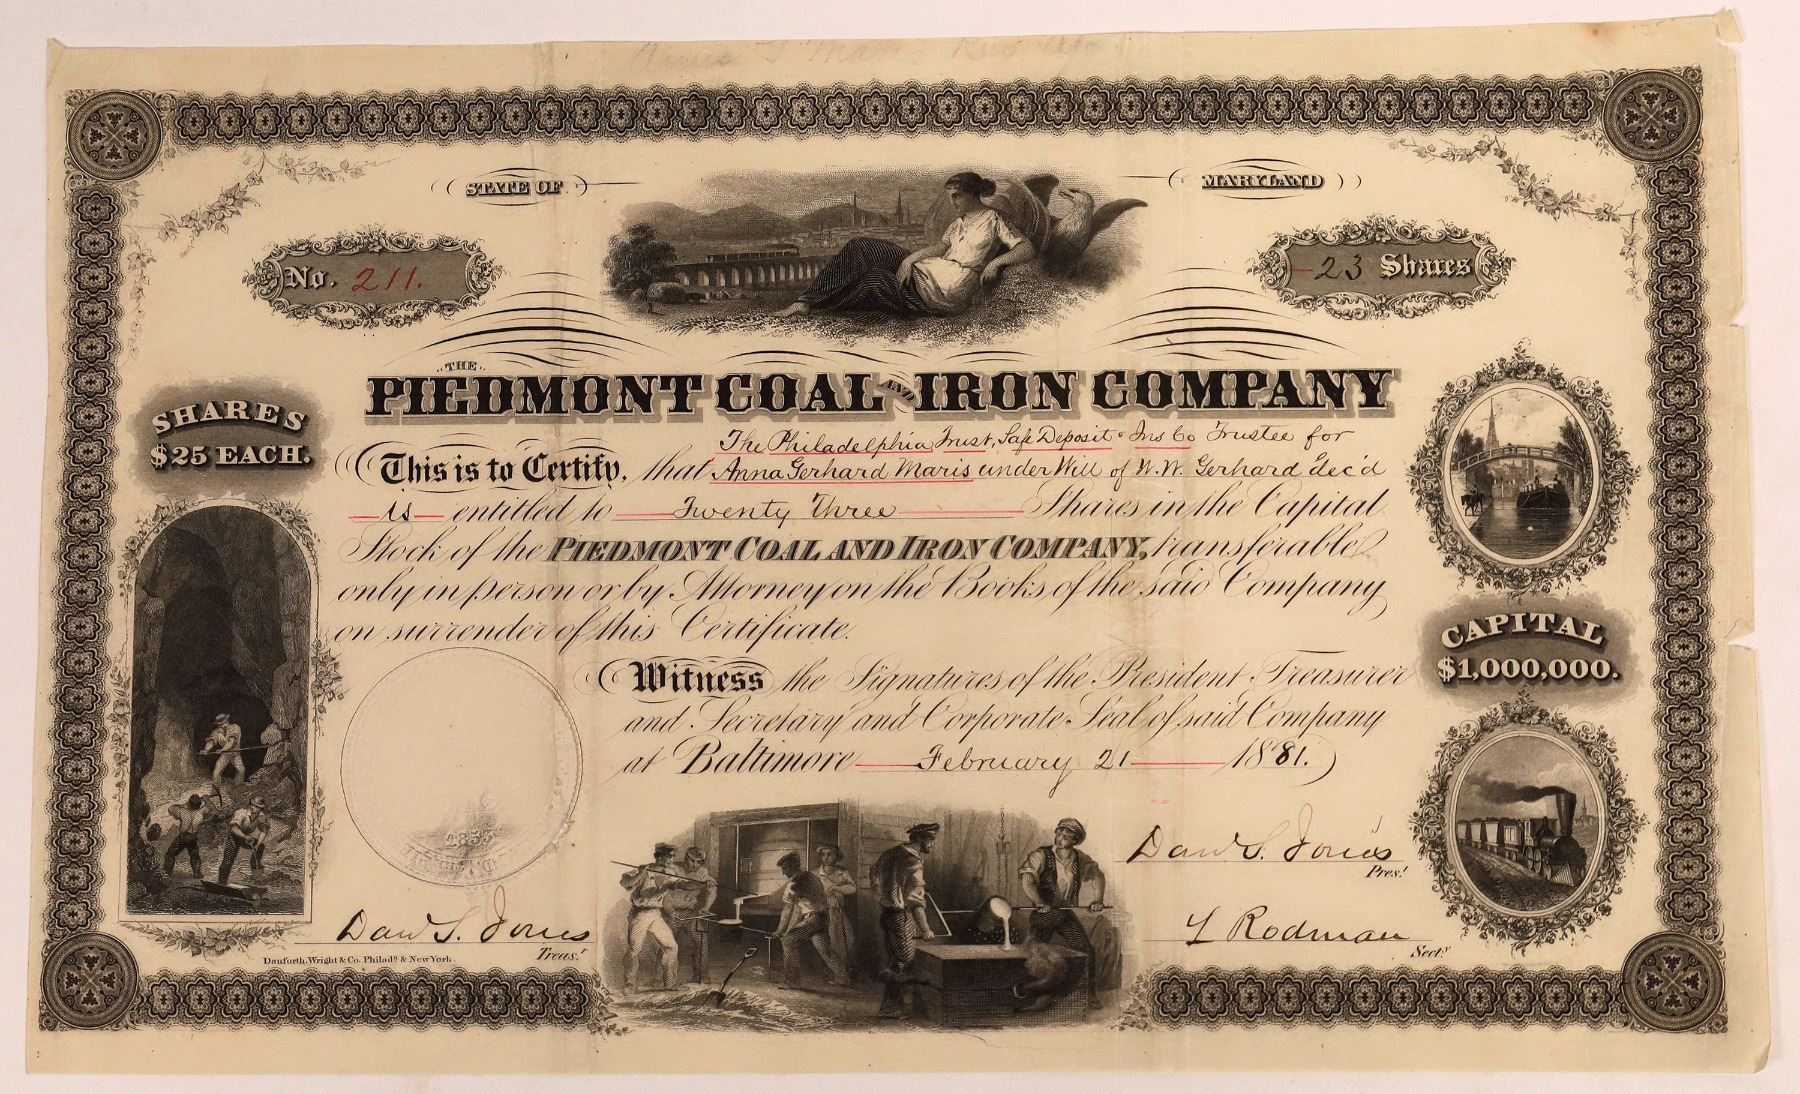 STATE OF MARYLAND
No. 211.
23 Shares
THE
PIEDMONT COAL AND IRON COMPANY
SHARES
$25 EACH.
The Philadelphia Trust, Safe Deposit & Ins Co Trustee for
This is to Certify, that Anna Gerhard Maris under Will of W. W. Gerhard dec'd
is entitled to Twenty Three Shares in the Capital
Stock of the PIEDMONT COAL AND IRON COMPANY, transferable
only in person or by Attorney on the Books of the said Company
on surrender of this Certificate.
Witness the Signatures of the President Treasurer
and Secretary and Corporate Seal of said Company
at Baltimore February 21 1881.
CAPITAL
$1,000,000.
1853
Jones
Pres't
Jones
Treas't
L Rodman
Sect'y
Danforth, Wright & Co. Philada & New York.